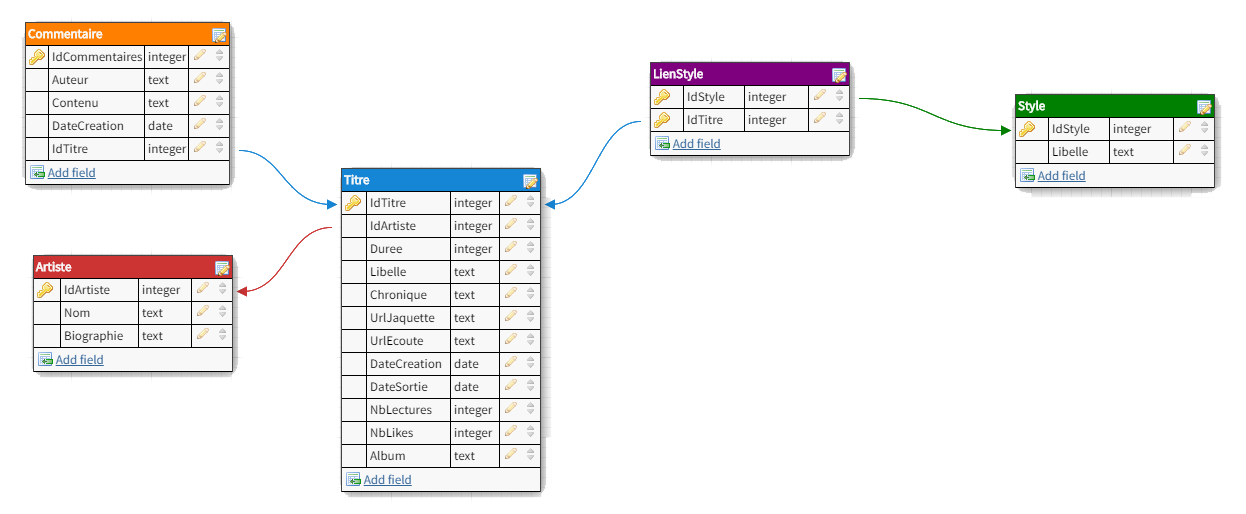 Commentaire
IdCommentaires integer
Auteur text
Contenu text
DateCreation date
IdTitre integer
Add field
Artiste
IdArtiste integer
Nom text
Biographie text
Add field
Titre
IdTitre integer
IdArtiste integer
Duree integer
Libelle text
Chronique text
UrlJaquette text
UrlEcoute text
DateCreation date
DateSortie date
NbLectures integer
NbLikes integer
Album text
Add field
LienStyle
IdStyle integer
IdTitre integer
Add field
Style
IdStyle integer
Libelle text
Add field